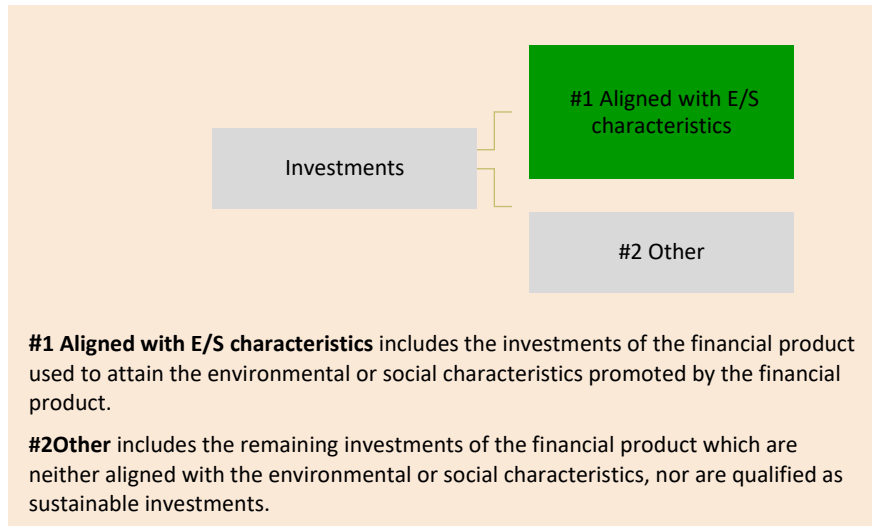 #1 Aligned with E/S
characteristics
Investments
#2 Other
#1 Aligned with E/S characteristics includes the investments of the financial product
used to attain the environmental or social characteristics promoted by the financial
product.
#2Other includes the remaining investments of the financial product which are
neither aligned with the environmental or social characteristics, nor are qualified as
sustainable investments.